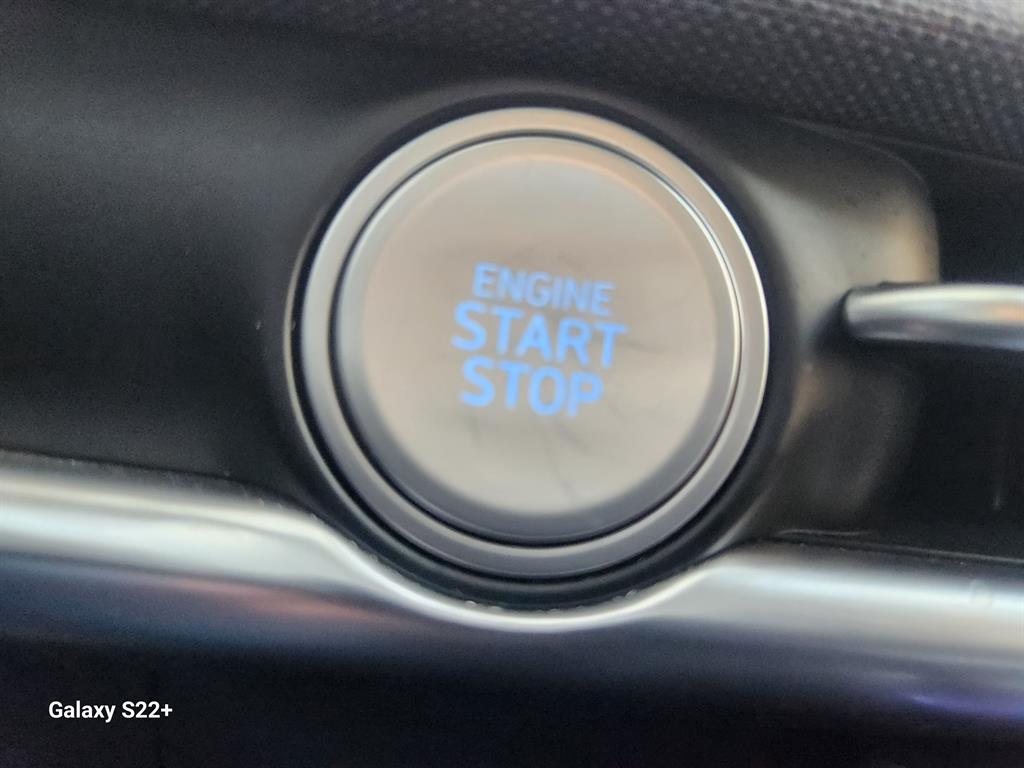 ENGINE
START
STOP
Galaxy S22+